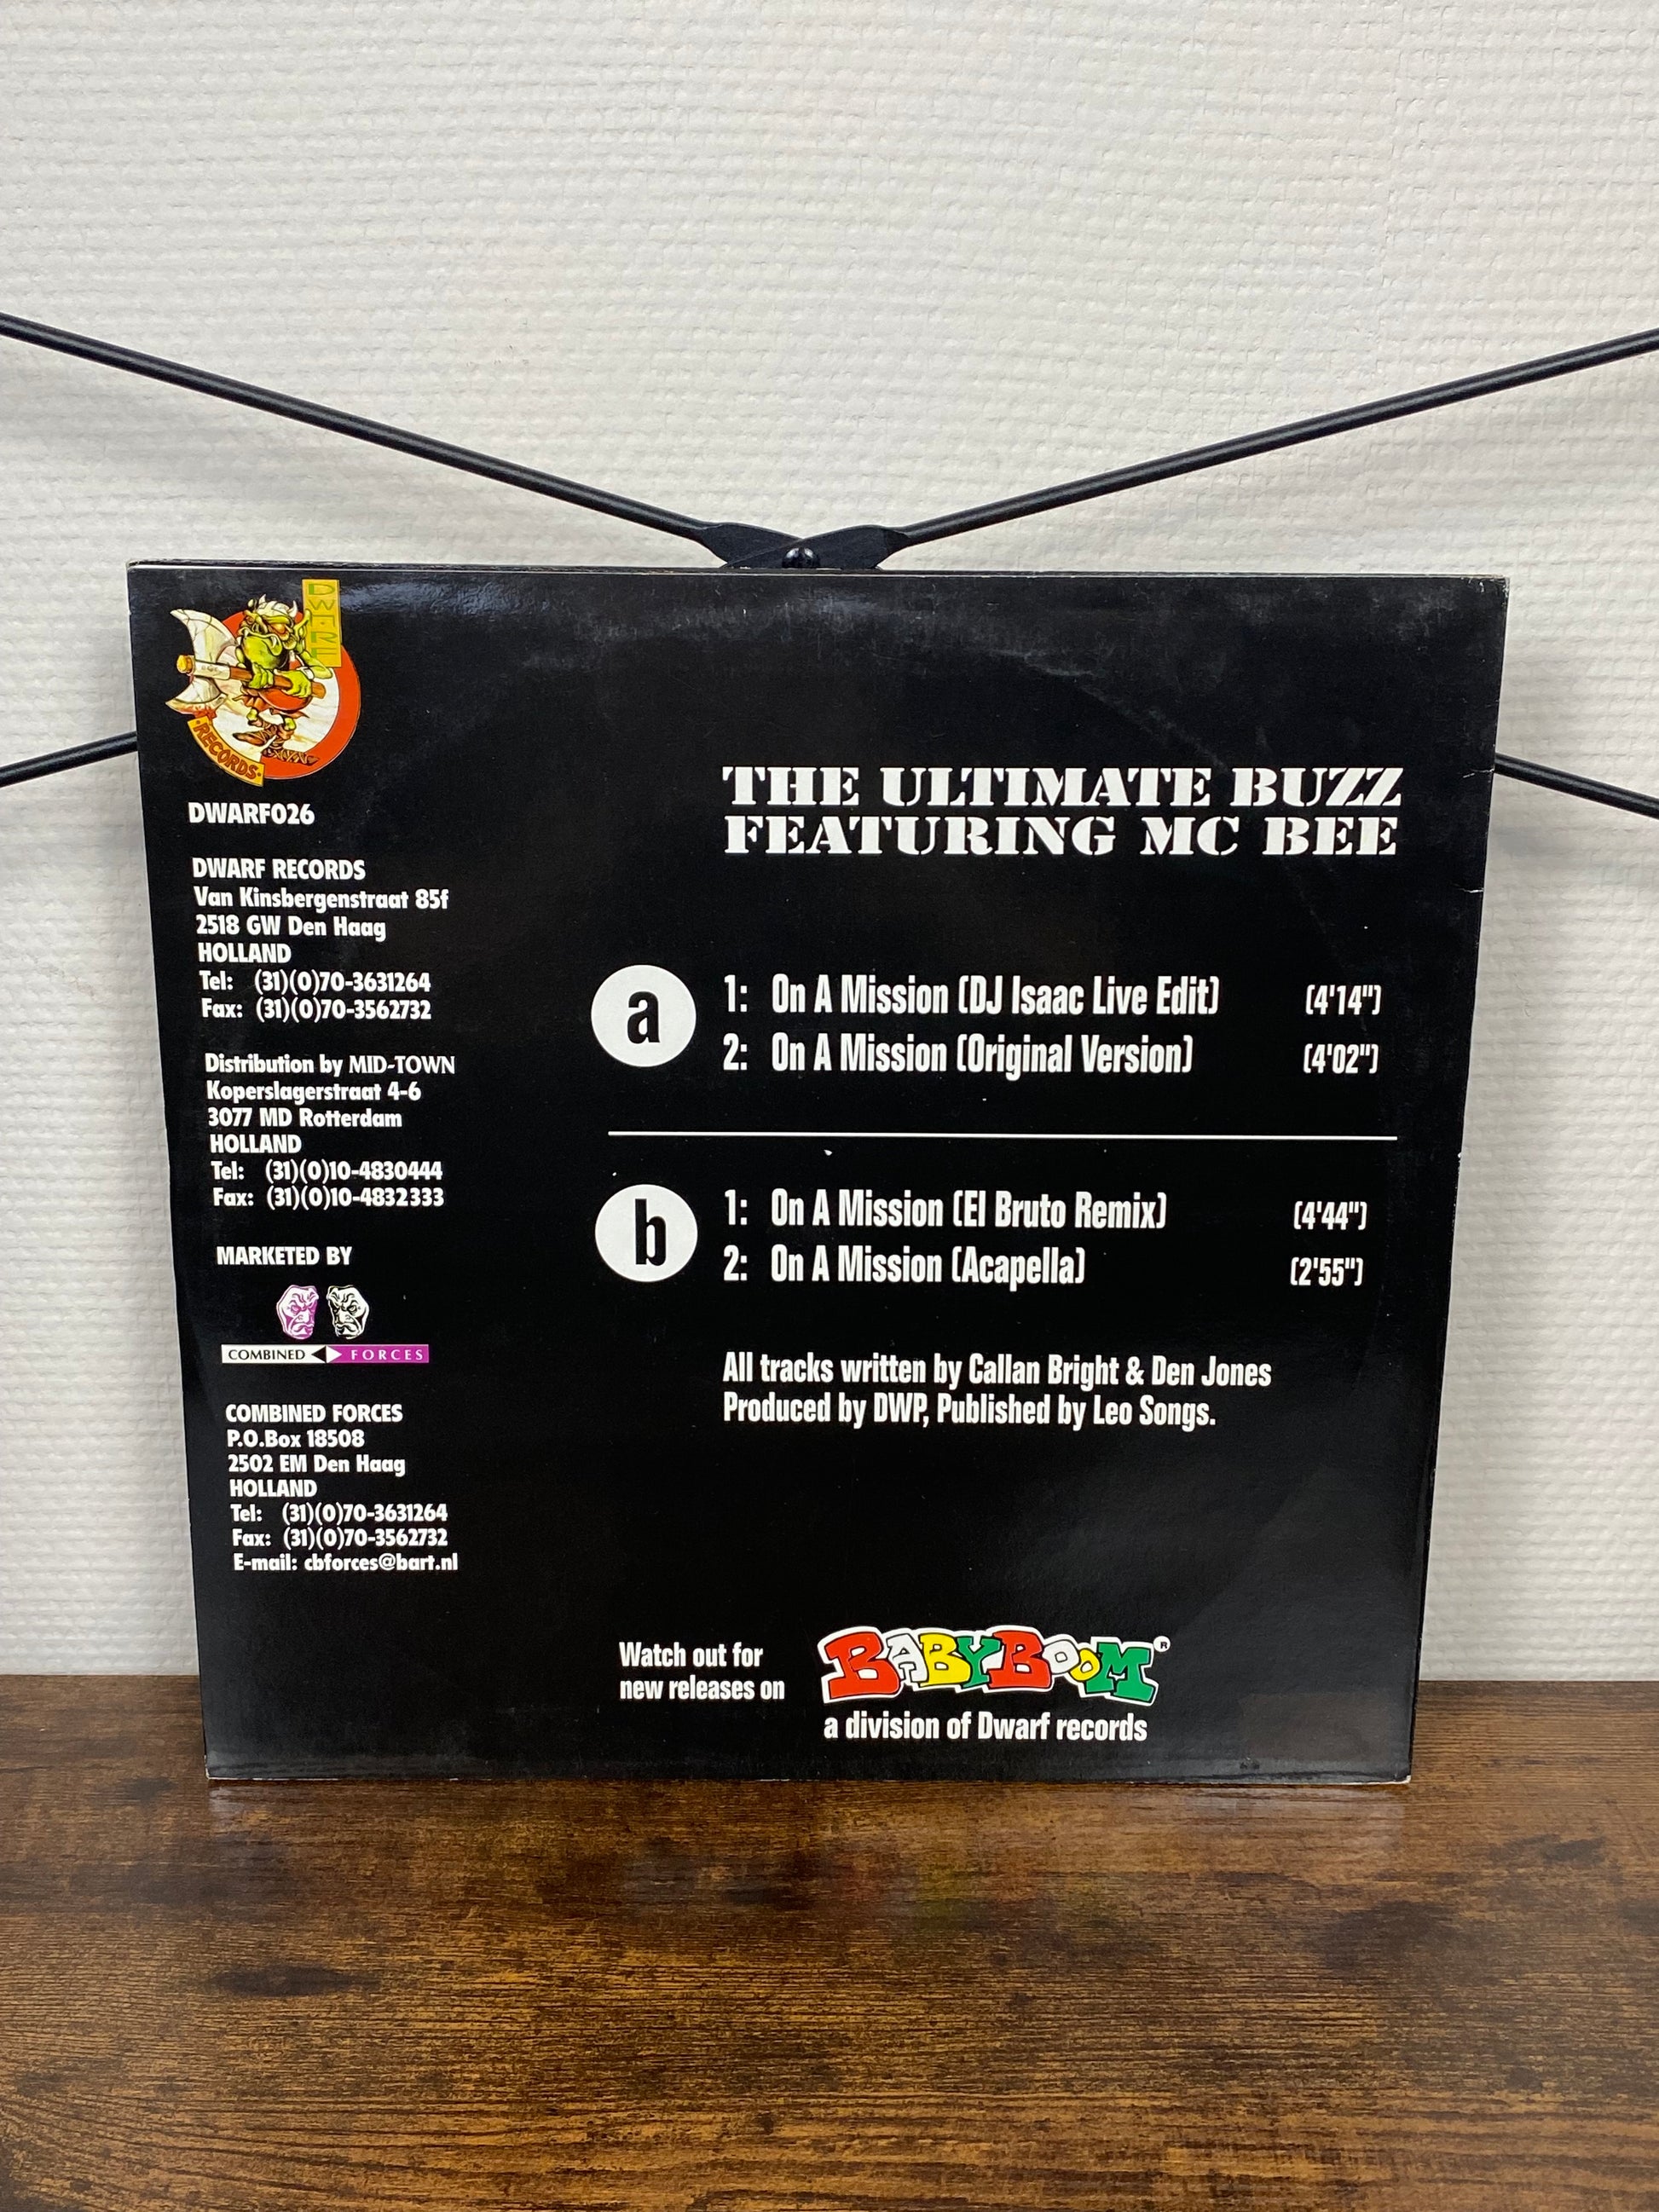 DWARF
RECORDS
DWARF026
DWARF RECORDS
Van Kinsbergenstraat 85f
2518 GW Den Haag
HOLLAND
Tel: (31)(0)70-3631264
Fax: (31)(0)70-3562732
Distribution by MID-TOWN
Koperslagerstraat 4-6
3077 MD Rotterdam
HOLLAND
Tel: (31)(0)10-4830444
Fax: (31)(0)10-4832333
MARKETED BY
COMBINED FORCES
COMBINED FORCES
P.O.Box 18508
2502 EM Den Haag
HOLLAND
Tel: (31)(0)70-3631264
Fax: (31)(0)70-3562732
E-mail: cbforces@bart.nl
THE ULTIMATE BUZZ
FEATURING MC BEE
a
1: On A Mission (DJ Isaac Live Edit) (4'14")
2: On A Mission (Original Version) (4'02")
b
1: On A Mission (El Bruto Remix) (4'44")
2: On A Mission (Acapella) (2'55")
All tracks written by Callan Bright & Den Jones
Produced by DWP, Published by Leo Songs.
Watch out for
new releases on
BABYBOOM®
a division of Dwarf records